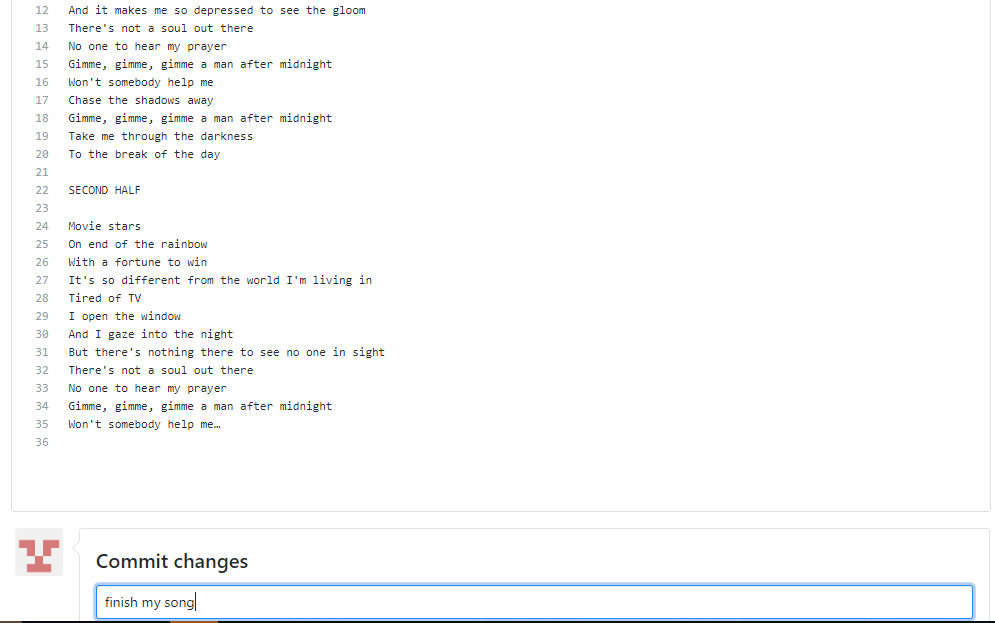 12 And it makes me so depressed to see the gloom
13 There's not a soul out there
14 No one to hear my prayer
15 Gimme, gimme, gimme a man after midnight
16 Won't somebody help me
17 Chase the shadows away
18 Gimme, gimme, gimme a man after midnight
19 Take me through the darkness
20 To the break of the day
21
22 SECOND HALF
23
24 Movie stars
25 On end of the rainbow
26 With a fortune to win
27 It's so different from the world I'm living in
28 Tired of TV
29 I open the window
30 And I gaze into the night
31 But there's nothing there to see no one in sight
32 There's not a soul out there
33 No one to hear my prayer
34 Gimme, gimme, gimme a man after midnight
35 Won't somebody help me…
36
Commit changes
finish my song